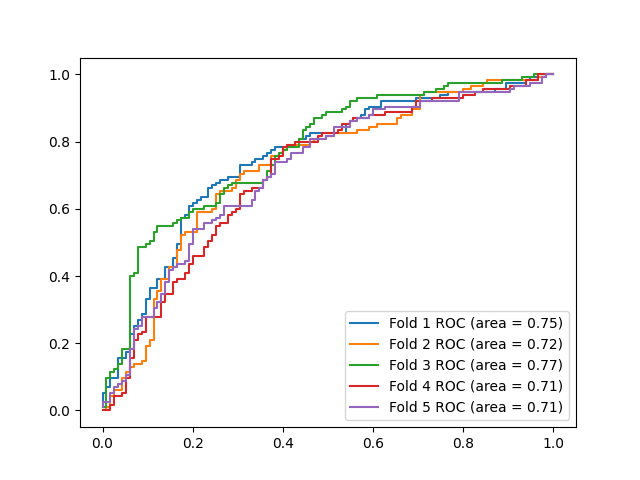 1.0
0.8
0.6
0.4
0.2
0.0
Fold 1 ROC (area = 0.75)
Fold 2 ROC (area = 0.72)
Fold 3 ROC (area = 0.77)
Fold 4 ROC (area = 0.71)
Fold 5 ROC (area = 0.71)
0.0 0.2 0.4 0.6 0.8 1.0